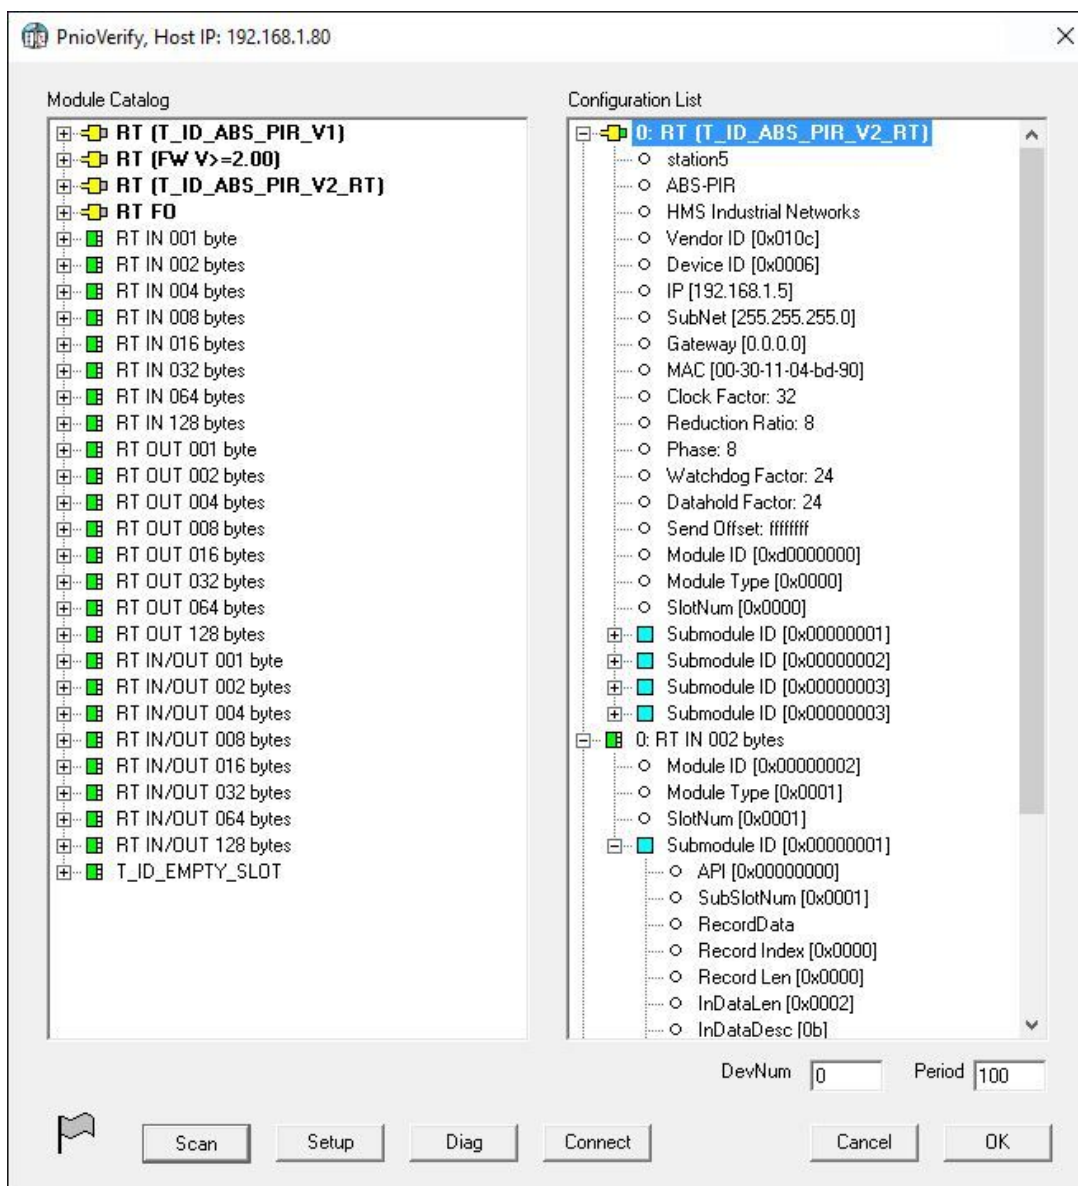 PnioVerify, Host IP: 192.168.1.80
Module Catalog
RT (T_ID_ABS_PIR_V1)
RT (FW V>=2.00)
RT (T_ID_ABS_PIR_V2_RT)
RT FO
RT IN 001 byte
RT IN 002 bytes
RT IN 004 bytes
RT IN 008 bytes
RT IN 016 bytes
RT IN 032 bytes
RT IN 064 bytes
RT IN 128 bytes
RT OUT 001 byte
RT OUT 002 bytes
RT OUT 004 bytes
RT OUT 008 bytes
RT OUT 016 bytes
RT OUT 032 bytes
RT OUT 064 bytes
RT OUT 128 bytes
RT IN/OUT 001 byte
RT IN/OUT 002 bytes
RT IN/OUT 004 bytes
RT IN/OUT 008 bytes
RT IN/OUT 016 bytes
RT IN/OUT 032 bytes
RT IN/OUT 064 bytes
RT IN/OUT 128 bytes
T_ID_EMPTY_SLOT
Configuration List
0: RT (T_ID_ABS_PIR_V2_RT)
station5
ABS-PIR
HMS Industrial Networks
Vendor ID [0x010c]
Device ID [0x0006]
IP [192.168.1.5]
SubNet [255.255.255.0]
Gateway [0.0.0.0]
MAC [00-30-11-04-bd-90]
Clock Factor: 32
Reduction Ratio: 8
Phase: 8
Watchdog Factor: 24
Datahold Factor: 24
Send Offset: ffffffff
Module ID [0xd0000000]
Module Type [0x0000]
SlotNum [0x0000]
Submodule ID [0x00000001]
Submodule ID [0x00000002]
Submodule ID [0x00000003]
Submodule ID [0x00000003]
0: RT IN 002 bytes
Module ID [0x00000002]
Module Type [0x0001]
SlotNum [0x0001]
Submodule ID [0x00000001]
API [0x00000000]
SubSlotNum [0x0001]
RecordData
Record Index [0x0000]
Record Len [0x0000]
InDataLen [0x0002]
InDataDesc [0b]
DevNum 0 Period 100
Scan Setup Diag Connect Cancel OK